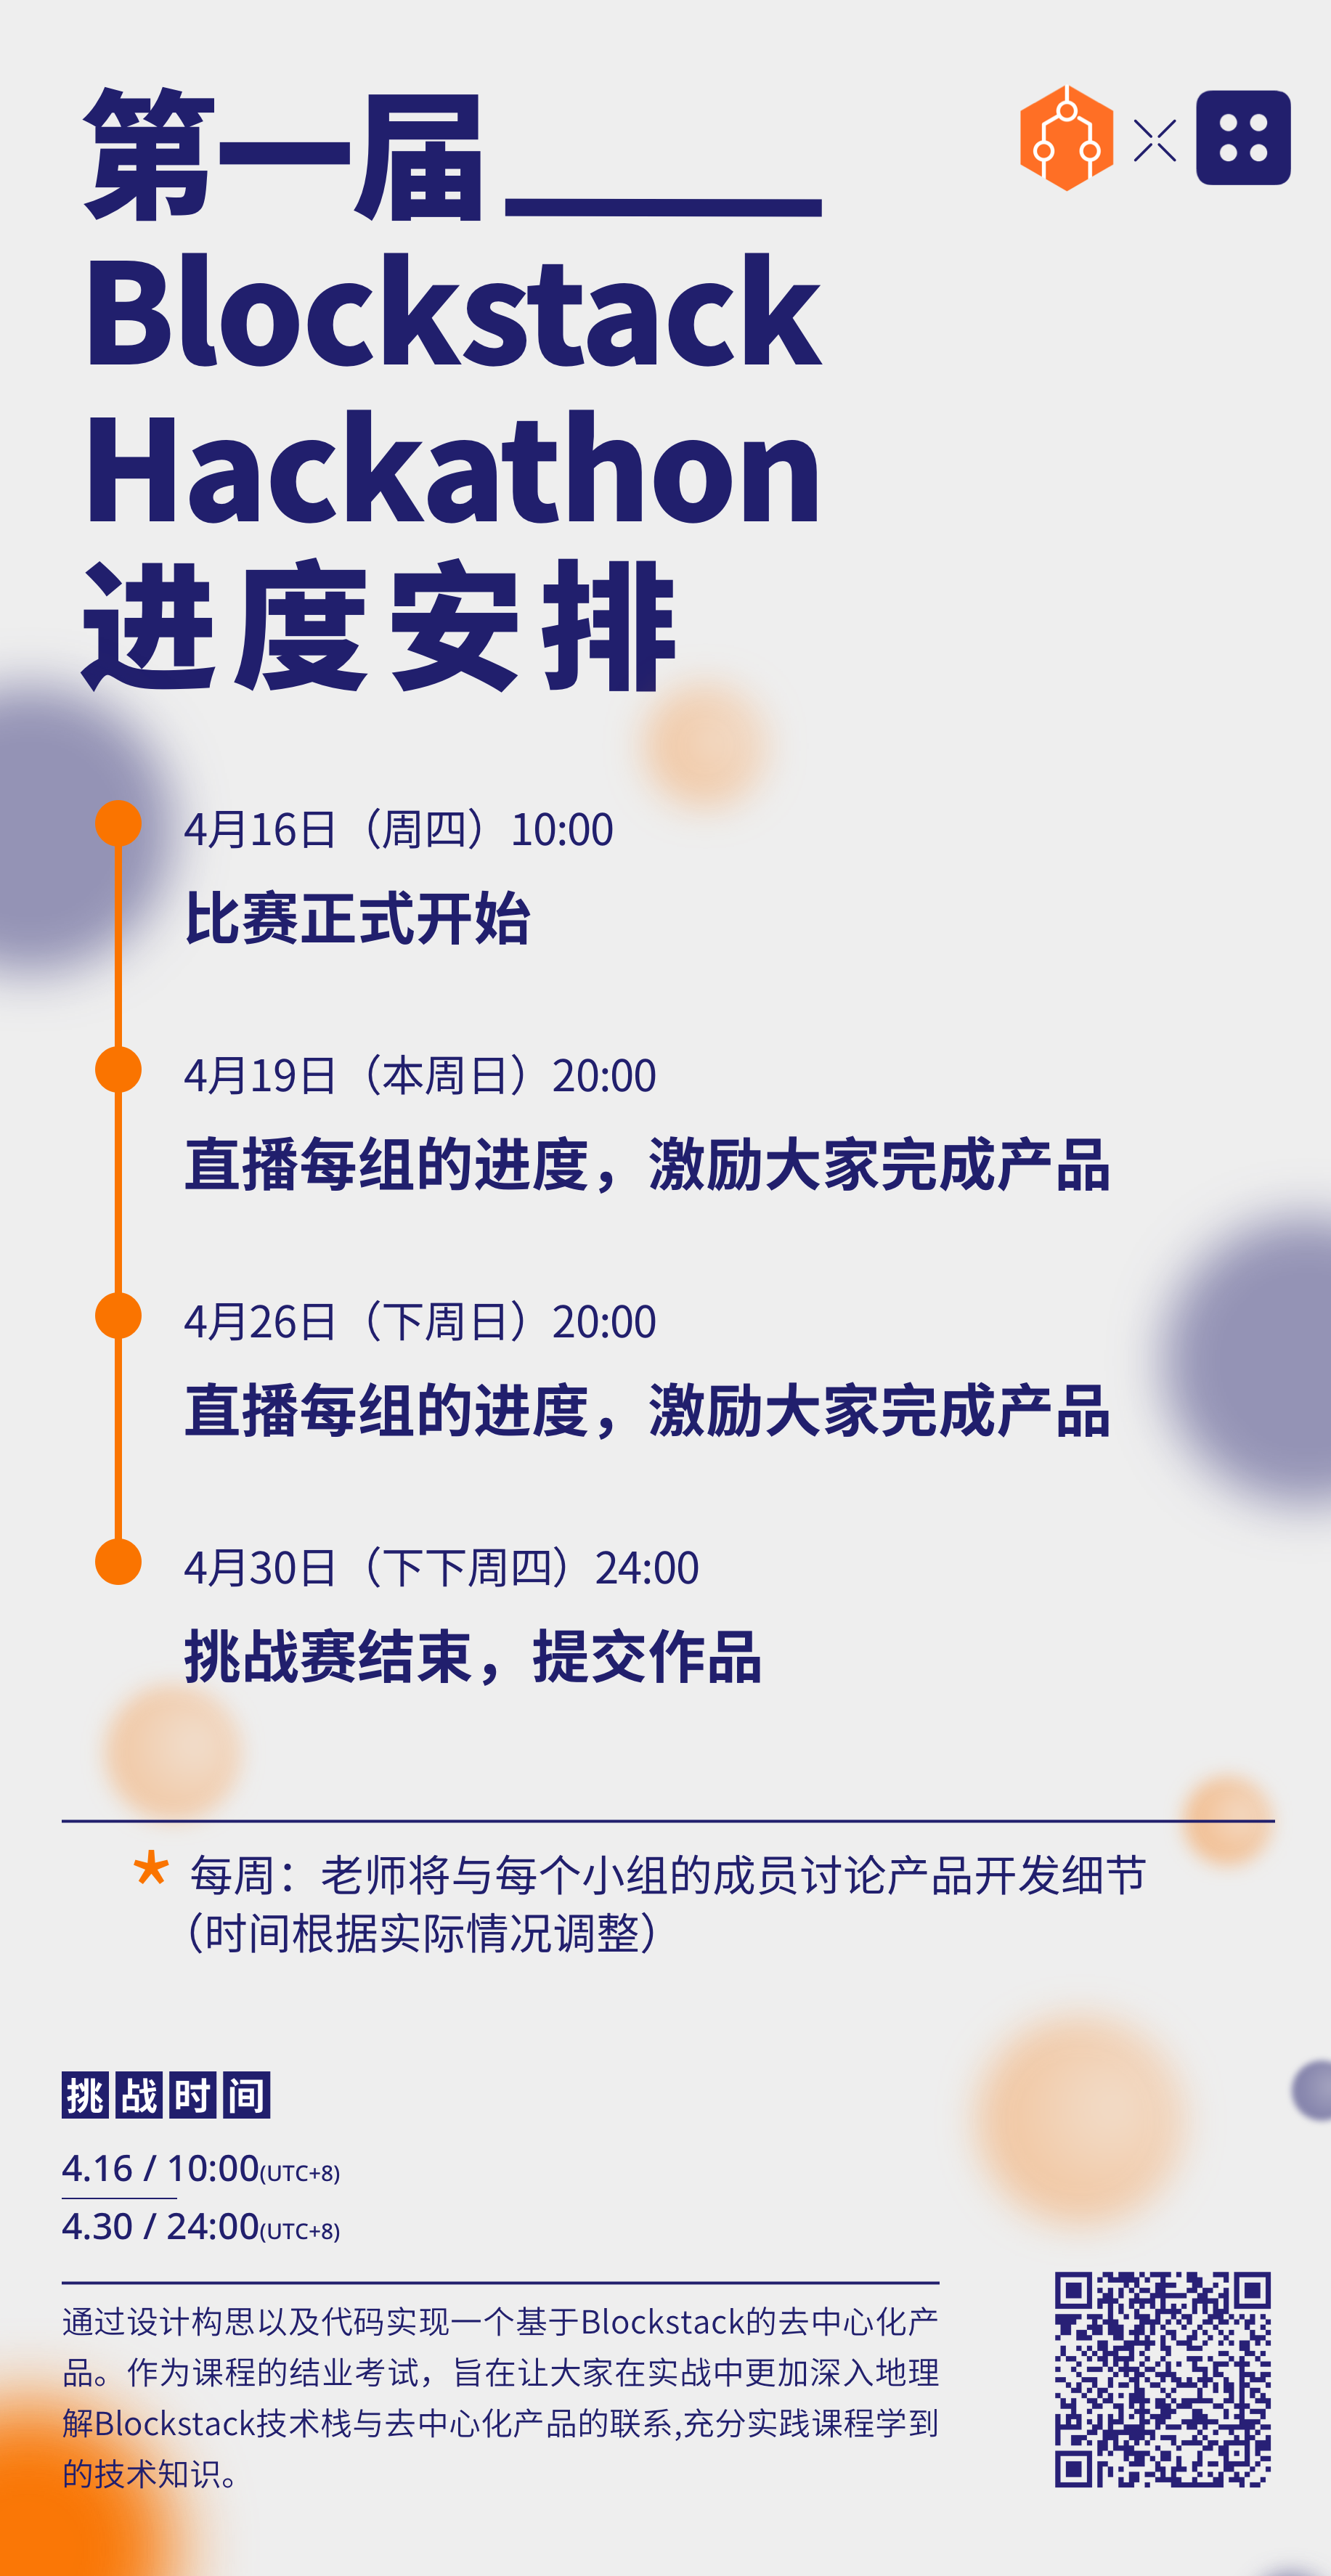 第一届
Blockstack
Hackathon
进度安排
4月16日（周四）10:00
比赛正式开始
4月19日（本周日）20:00
直播每组的进度，激励大家完成产品
4月26日（下周日）20:00
直播每组的进度，激励大家完成产品
4月30日（下下周四）24:00
挑战赛结束，提交作品
* 每周：老师将与每个小组的成员讨论产品开发细节
（时间根据实际情况调整）
挑战时间
4.16 / 10:00(UTC+8)
4.30 / 24:00(UTC+8)
通过设计构思以及代码实现一个基于Blockstack的去中心化产
品。作为课程的结业考试，旨在让大家在实战中更加深入地理
解Blockstack技术栈与去中心化产品的联系,充分实践课程学到
的技术知识。